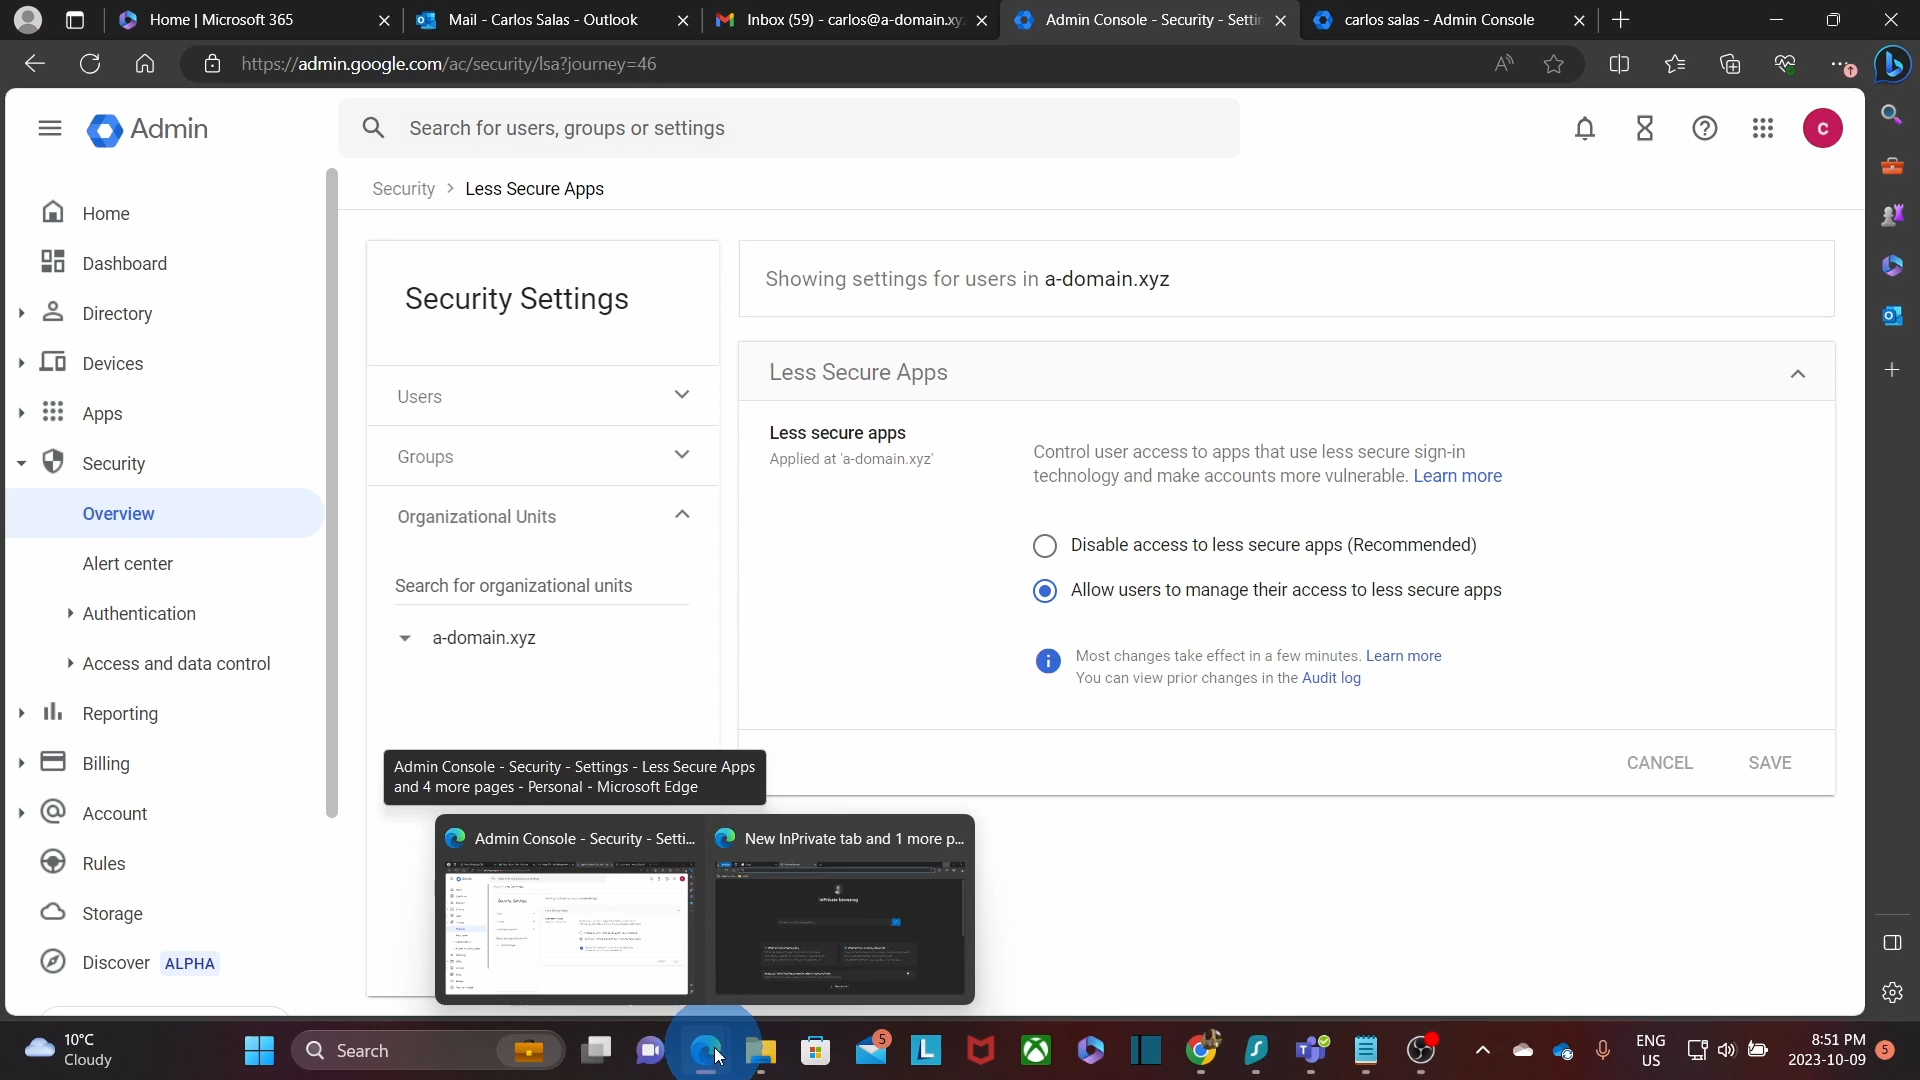 Home | Microsoft 365
Mail - Carlos Salas - Outlook
Inbox (59) - carlos@a-domain.xy
Admin Console - Security - Settin
carlos salas - Admin Console
https://admin.google.com/ac/security/lsa?journey=46
Admin
Search for users, groups or settings
c
Security > Less Secure Apps
Home
Dashboard
Directory
Devices
Apps
Security
Overview
Alert center
Authentication
Access and data control
Reporting
Billing
Account
Rules
Storage
Discover ALPHA
Security Settings
Users
Groups
Organizational Units
Search for organizational units
a-domain.xyz
Showing settings for users in a-domain.xyz
Less Secure Apps
Less secure apps
Applied at 'a-domain.xyz'
Control user access to apps that use less secure sign-in
technology and make accounts more vulnerable. Learn more
Disable access to less secure apps (Recommended)
Allow users to manage their access to less secure apps
Most changes take effect in a few minutes. Learn more
You can view prior changes in the Audit log
CANCEL
SAVE
Admin Console - Security - Settings - Less Secure Apps
and 4 more pages - Personal - Microsoft Edge
Admin Console - Security - Setti...
New InPrivate tab and 1 more p...
InPrivate browsing
10°C
Cloudy
Search
5
ENG
US
8:51 PM
2023-10-09
5